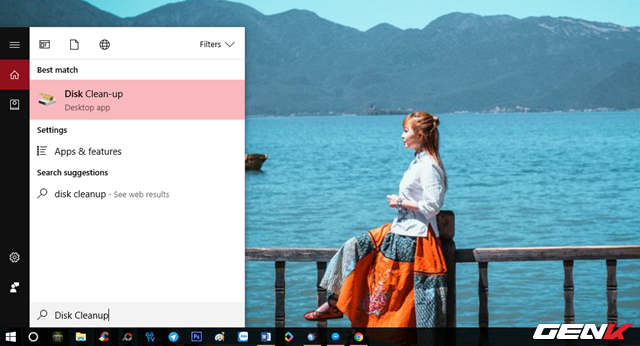 Filters
Best match
Disk Clean-up
Desktop app
Settings
Apps & features
Search suggestions
disk cleanup - See web results
Disk Cleanup
W
Ps
W
GENK